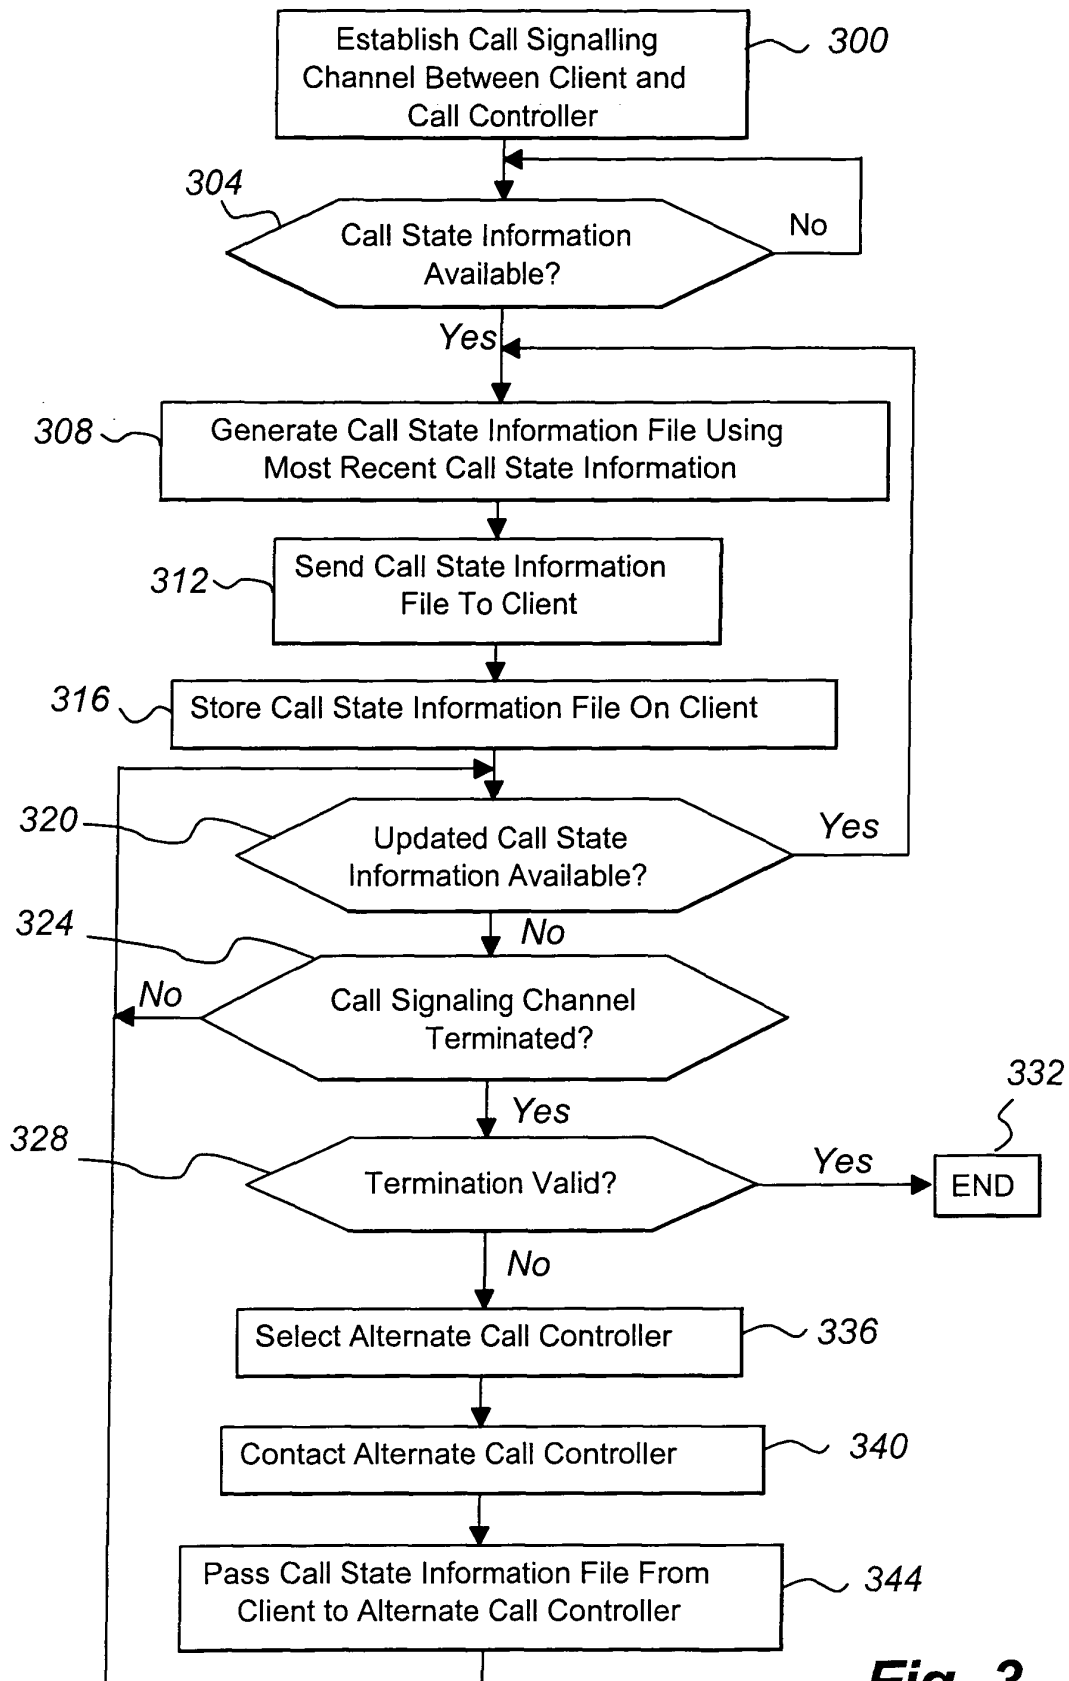 Establish Call Signalling
Channel Between Client and
Call Controller
300
304
Call State Information
Available?
No
Yes
308
Generate Call State Information File Using
Most Recent Call State Information
312
Send Call State Information
File To Client
316
Store Call State Information File On Client
320
Updated Call State
Information Available?
Yes
No
324
Call Signaling Channel
Terminated?
No
Yes
328
Termination Valid?
Yes
332
END
No
Select Alternate Call Controller
336
Contact Alternate Call Controller
340
Pass Call State Information File From
Client to Alternate Call Controller
344
Fig. 3